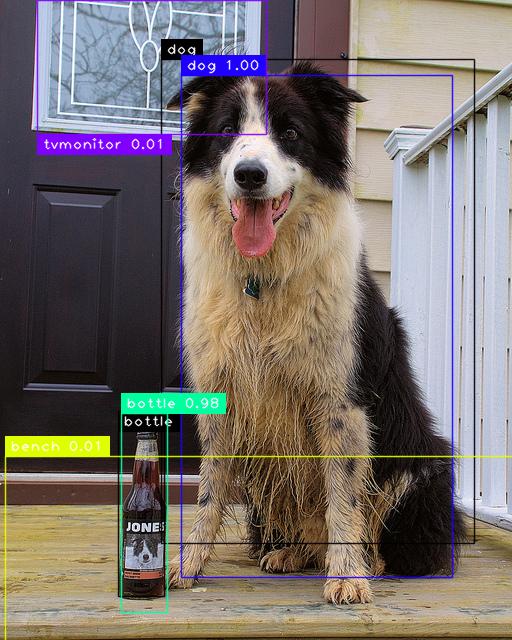 dog
dog 1.00
tvmonitor 0.01
bottle 0.98
bottle
bench 0.01
JONES